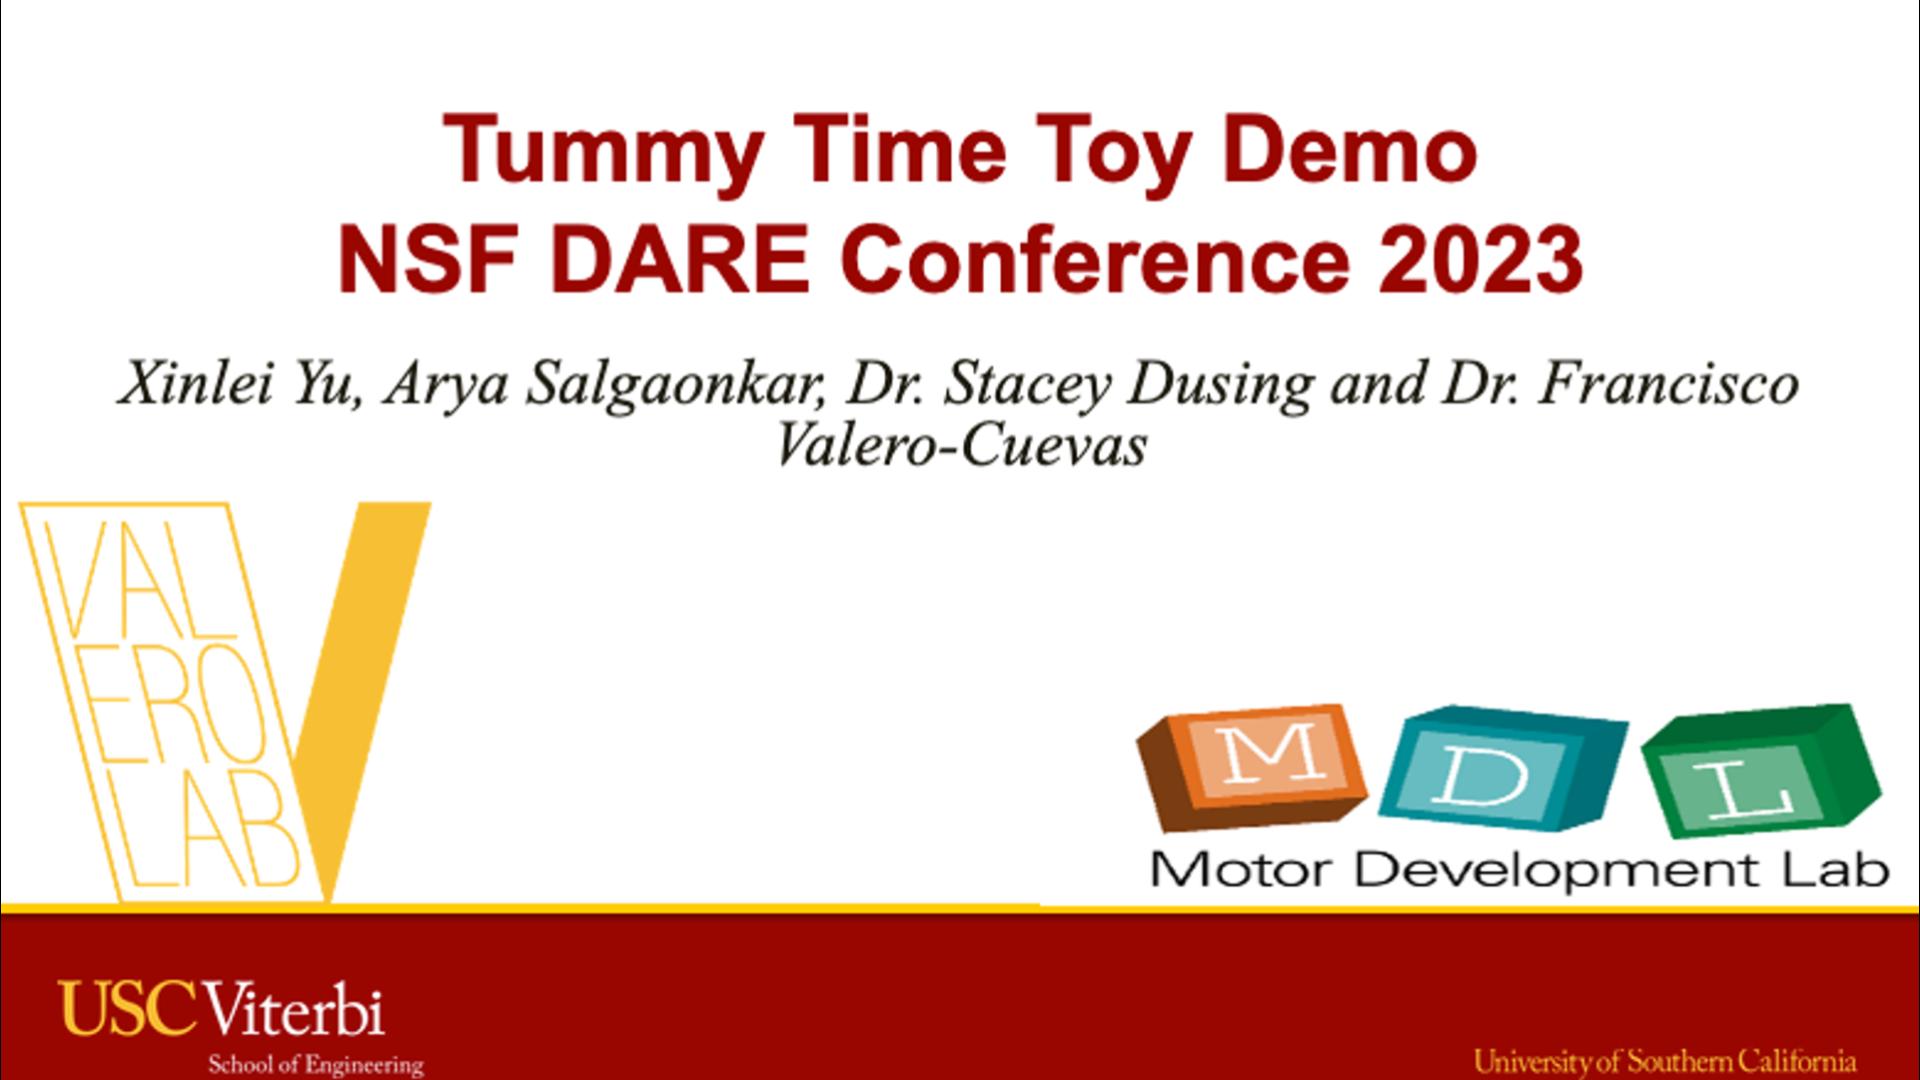 Tummy Time Toy Demo
NSF DARE Conference 2023
Xinlei Yu, Arya Salgaonkar, Dr. Stacey Dusing and Dr. Francisco
Valero-Cuevas
VAL
ERO
LAB
M D L
Motor Development Lab
USC Viterbi
School of Engineering
University of Southern California